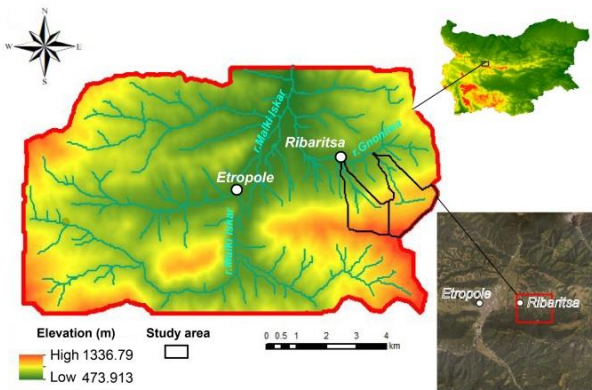 N
W E
S
r.Malki Iskar
Ribaritsa
r.Gnonitsa
Etropole
r.Malki Iskar
Etropole
Ribaritsa
Elevation (m)
High 1336.79
Low 473.913
Study area
0 0.5 1 2 3 4
km